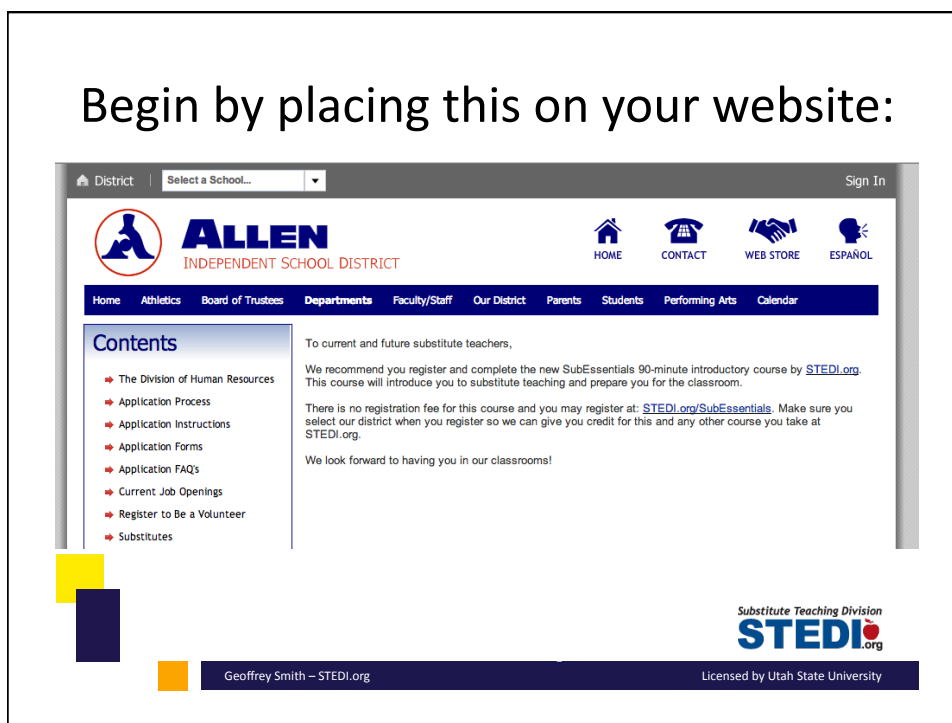 Begin by placing this on your website:
District | Select a School... Sign In
ALLEN
INDEPENDENT SCHOOL DISTRICT
HOME CONTACT WEB STORE ESPAÑOL
Home Athletics Board of Trustees Departments Faculty/Staff Our District Parents Students Performing Arts Calendar
Contents
The Division of Human Resources
Application Process
Application Instructions
Application Forms
Application FAQ's
Current Job Openings
Register to Be a Volunteer
Substitutes
To current and future substitute teachers,
We recommend you register and complete the new SubEssentials 90-minute introductory course by STEDI.org.
This course will introduce you to substitute teaching and prepare you for the classroom.
There is no registration fee for this course and you may register at: STEDI.org/SubEssentials. Make sure you
select our district when you register so we can give you credit for this and any other course you take at
STEDI.org.
We look forward to having you in our classrooms!
Substitute Teaching Division
STEDI.org
Geoffrey Smith – STEDI.org Licensed by Utah State University